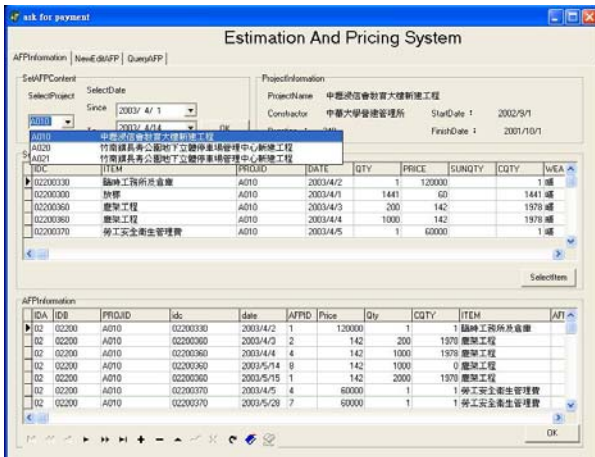 ask for payment
Estimation And Pricing System
AFPInformation NewEditAFP QueryAFP
SetAFPContent
SelectProject SelectDate
Since 2003/ 4/ 1
A010 2003/ 4/14 OK
A010 中壢浸信會教育大樓新建工程
A020 竹南鎮長青公園地下立體停車場管理中心新建工程
A021 竹南鎮長青公園地下立體停車場管理中心新建工程
ProjectInformation
ProjectName 中壢浸信會教育大樓新建工程
Constractor 中華大學營建管理所 StartDate : 2002/9/1
FinishDate : 2001/10/1
IDC ITEM PROJID DATE QTY PRICE SUNQTY CQTY WEA
02200330 臨時工務所及倉庫 A010 2003/4/2 1 120000 1 晴
02200300 放樣 A010 2003/4/1 1441 60 1441 晴
02200360 鷹架工程 A010 2003/4/3 200 142 1978 晴
02200360 鷹架工程 A010 2003/4/4 1000 142 1978 晴
02200370 勞工安全衛生管理費 A010 2003/4/5 1 60000 1 晴
SelectItem
AFPInformation
IDA IDB PROJID idc date AFPID Price Qty CQTY ITEM AFI
02 02200 A010 02200330 2003/4/2 1 120000 1 1 臨時工務所及倉庫
02 02200 A010 02200360 2003/4/3 2 142 200 1978 鷹架工程
02 02200 A010 02200360 2003/4/4 4 142 1000 1978 鷹架工程
02 02200 A010 02200360 2003/5/14 8 142 1000 0 鷹架工程
02 02200 A010 02200360 2003/5/15 1 142 2000 1978 鷹架工程
02 02200 A010 02200370 2003/4/5 4 60000 1 1 勞工安全衛生管理費
02 02200 A010 02200370 2003/5/28 7 60000 1 1 勞工安全衛生管理費
OK